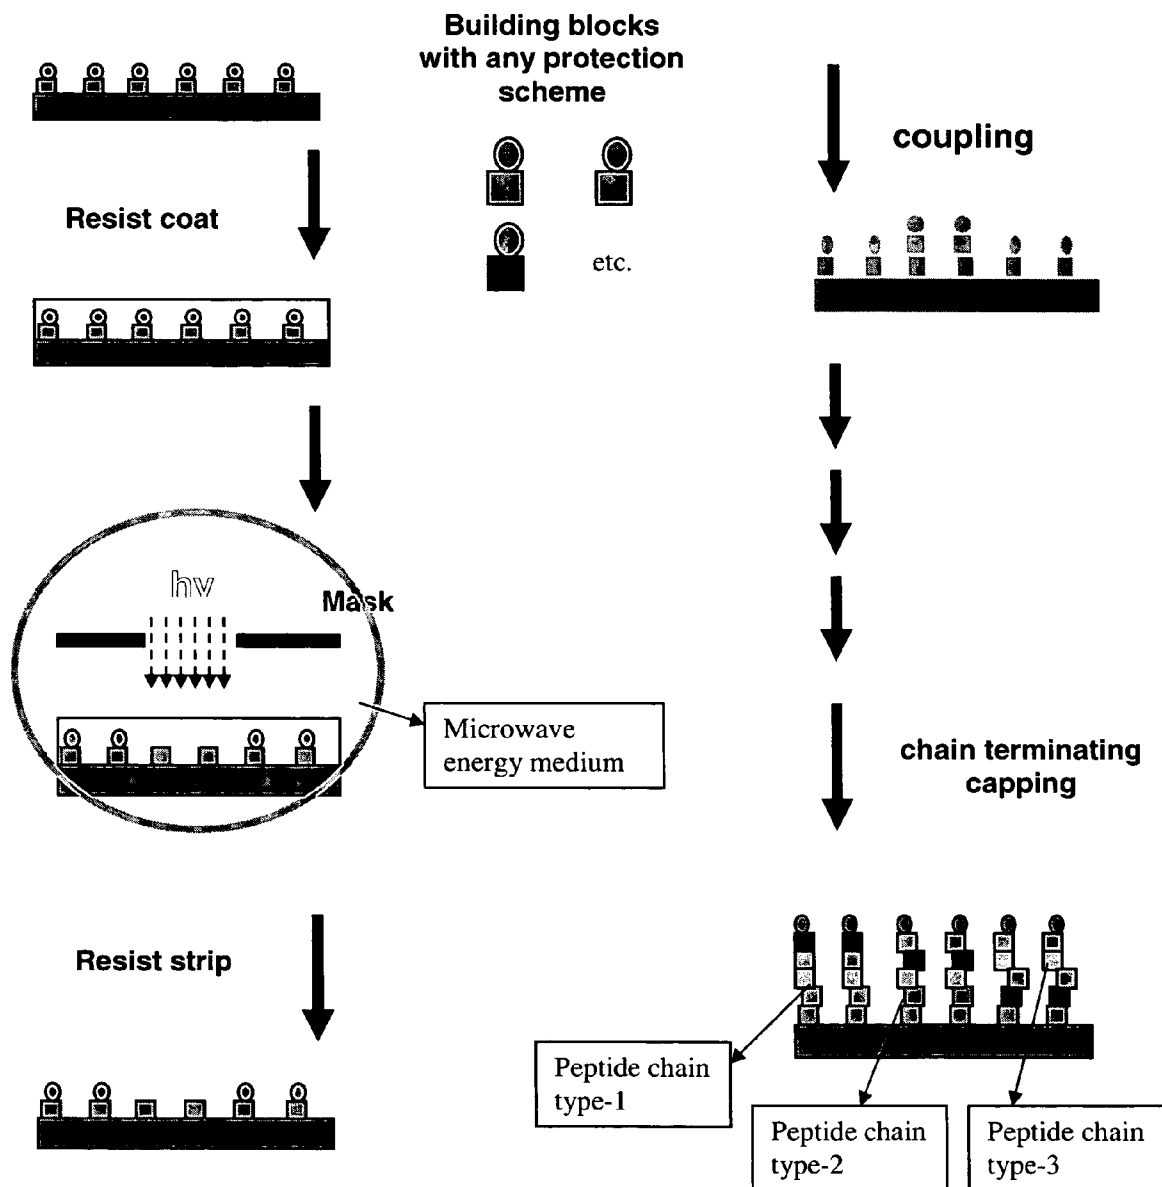 Building blocks
with any protection
scheme
etc.
Resist coat
hν
Mask
Microwave
energy medium
Resist strip
coupling
chain terminating
capping
Peptide chain
type-1
Peptide chain
type-2
Peptide chain
type-3